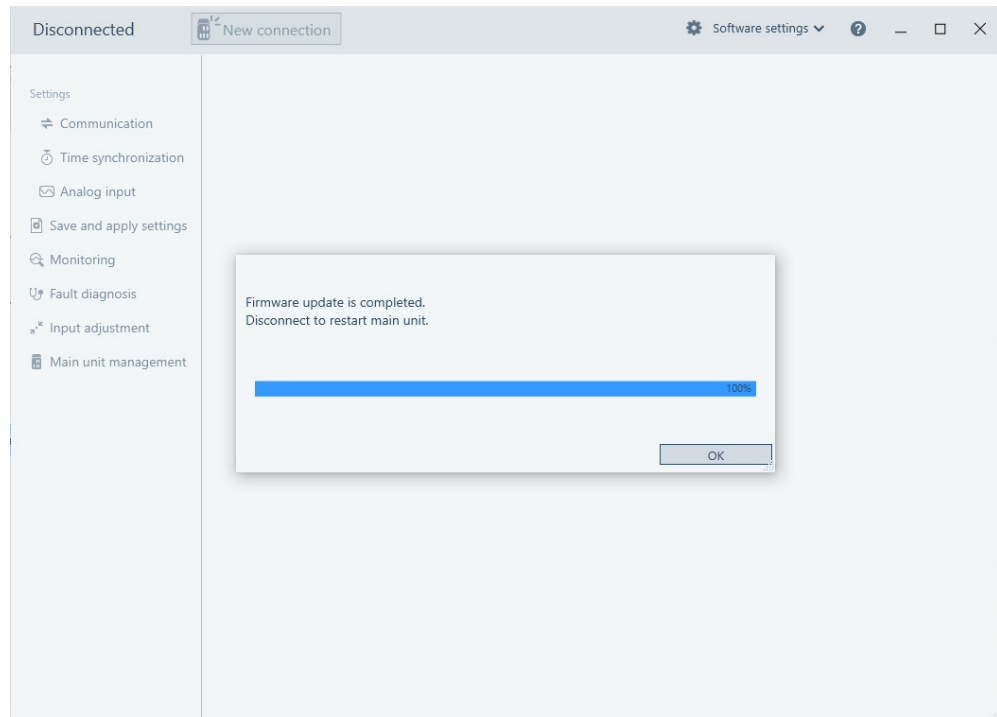 Disconnected
New connection
Software settings
Settings
Communication
Time synchronization
Analog input
Save and apply settings
Monitoring
Fault diagnosis
Input adjustment
Main unit management
Firmware update is completed.
Disconnect to restart main unit.
100%
OK